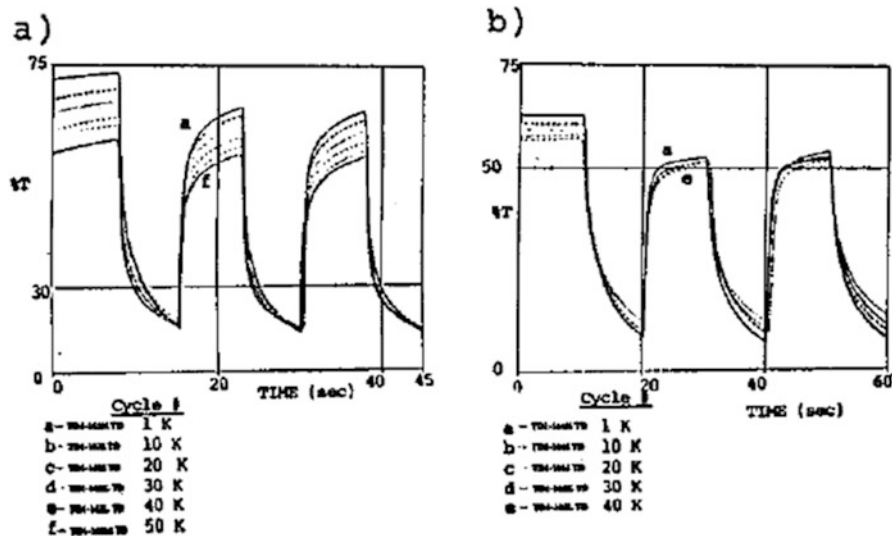 a)
75
a
%T
f
30
0
0 20 TIME (sec) 40 45
Cycle #
a- 1 K
b- 10 K
c- 20 K
d- 30 K
e- 40 K
f- 50 K
b)
75
a
50
e
%T
0
0 20 40 60
Cycle #
TIME (sec)
a - 1 K
b - 10 K
c - 20 K
d - 30 K
e - 40 K